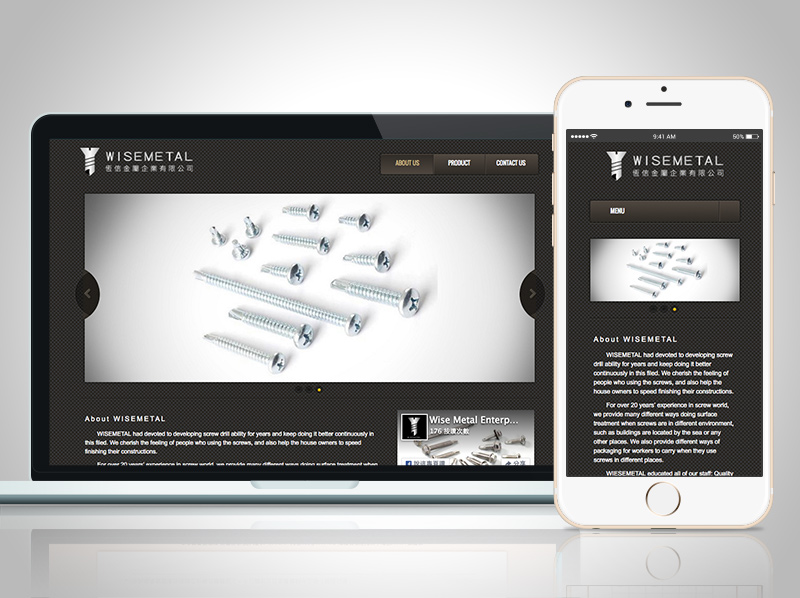 WISEMETAL
恆信金屬企業有限公司
ABOUT US
PRODUCT
CONTACT US
About WISEMETAL
WISEMETAL had devoted to developing screw drill ability for years and keep doing it better continuously in
this filed. We cherish the feeling of people who using the screws, and also help the house owners to speed
finishing their constructions.
For over 20 years' experience in screw world, we provide many different ways doing surface treatment when
Wise Metal Enterp...
176 按讚次數
按讚專頁
分享
9:41 AM
50%
WISEMETAL
恆信金屬企業有限公司
MENU
About WISEMETAL
WISEMETAL had devoted to developing screw
drill ability for years and keep doing it better
continuously in this filed. We cherish the feeling of
people who using the screws, and also help the
house owners to speed finishing their constructions.
For over 20 years' experience in screw world,
we provide many different ways doing surface
treatment when screws are in different environment,
such as buildings are located by the sea or any
other places. We also provide different ways of
packaging for workers to carry when they use
screws in different places.
WISEMETAL educated all of our staff: Quality